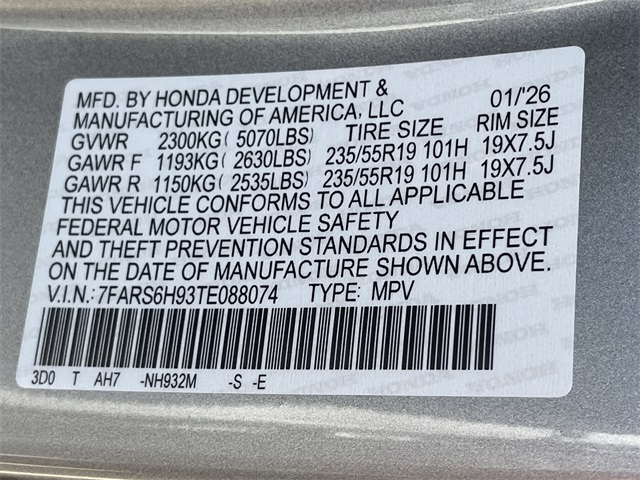 MFD. BY HONDA DEVELOPMENT &
MANUFACTURING OF AMERICA, LLC 01/'26
GVWR 2300KG( 5070LBS) TIRE SIZE RIM SIZE
GAWR F 1193KG( 2630LBS) 235/55R19 101H 19X7.5J
GAWR R 1150KG( 2535LBS) 235/55R19 101H 19X7.5J
THIS VEHICLE CONFORMS TO ALL APPLICABLE
FEDERAL MOTOR VEHICLE SAFETY
AND THEFT PREVENTION STANDARDS IN EFFECT
ON THE DATE OF MANUFACTURE SHOWN ABOVE.
V.I.N.:7FARS6H93TE088074 TYPE: MPV
3D0 T AH7 -NH932M -S -E